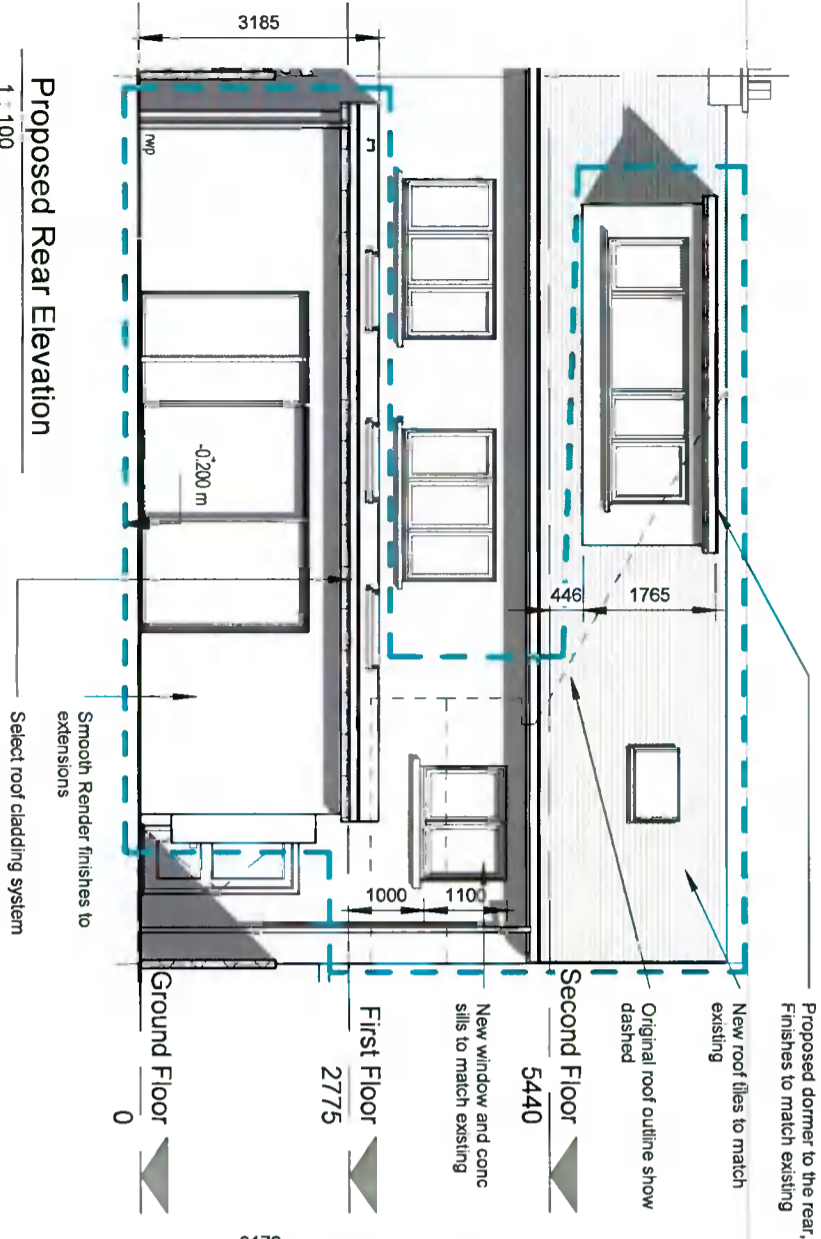 Proposed dormer to the rear,
Finishes to match existing
New roof tiles to match
existing
Original roof outline show
dashed
Second Floor
5440
New window and conc
sills to match existing
First Floor
2775
Ground Floor
0
3185
446
1765
1000
1100
rwp
-0.200 m
Smooth Render finishes to
extensions
Select roof cladding system
Proposed Rear Elevation
1 : 100